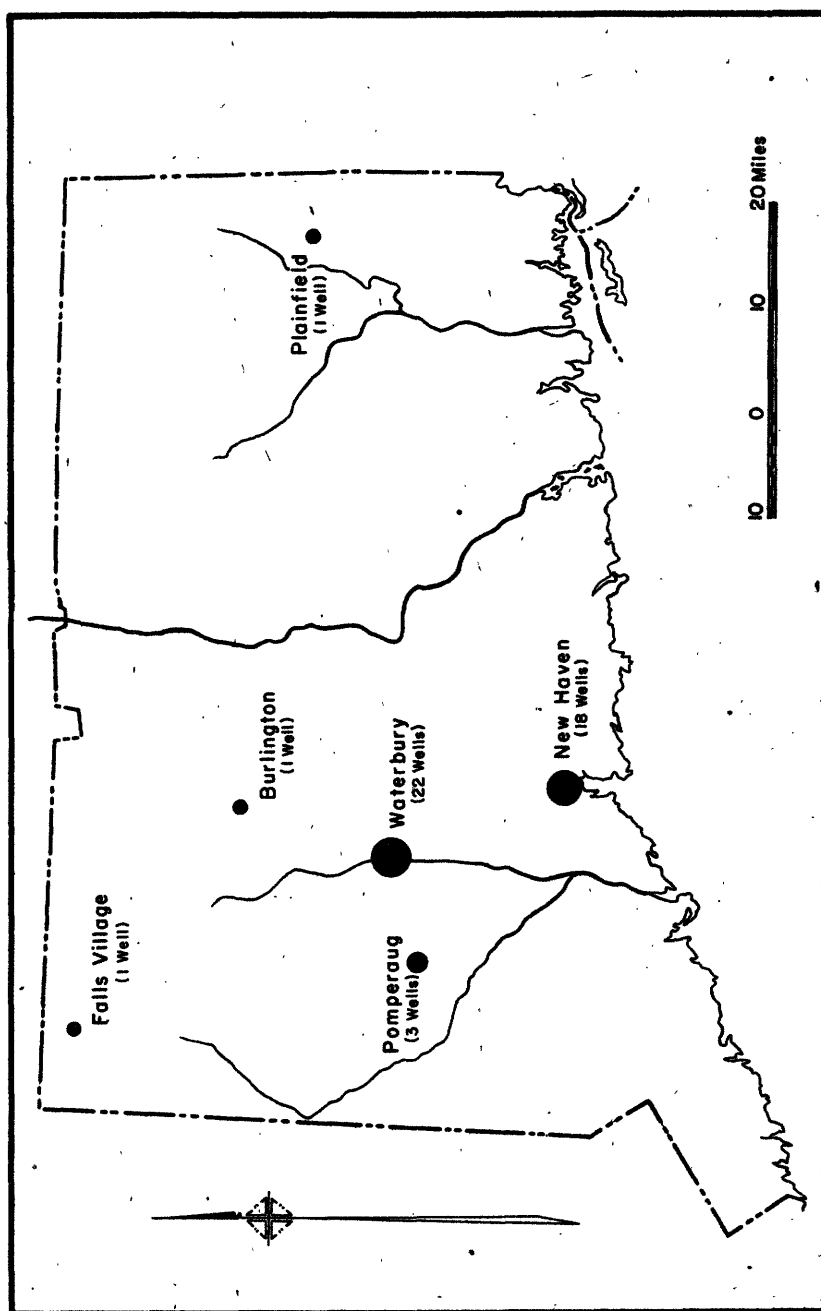 Falls Village
(1 Well)
Burlington
(1 Well)
Plainfield
(1 Well)
Pomperaug
(3 Wells)
Waterbury
(22 Wells)
New Haven
(18 Wells)
10 0 10 20 Miles